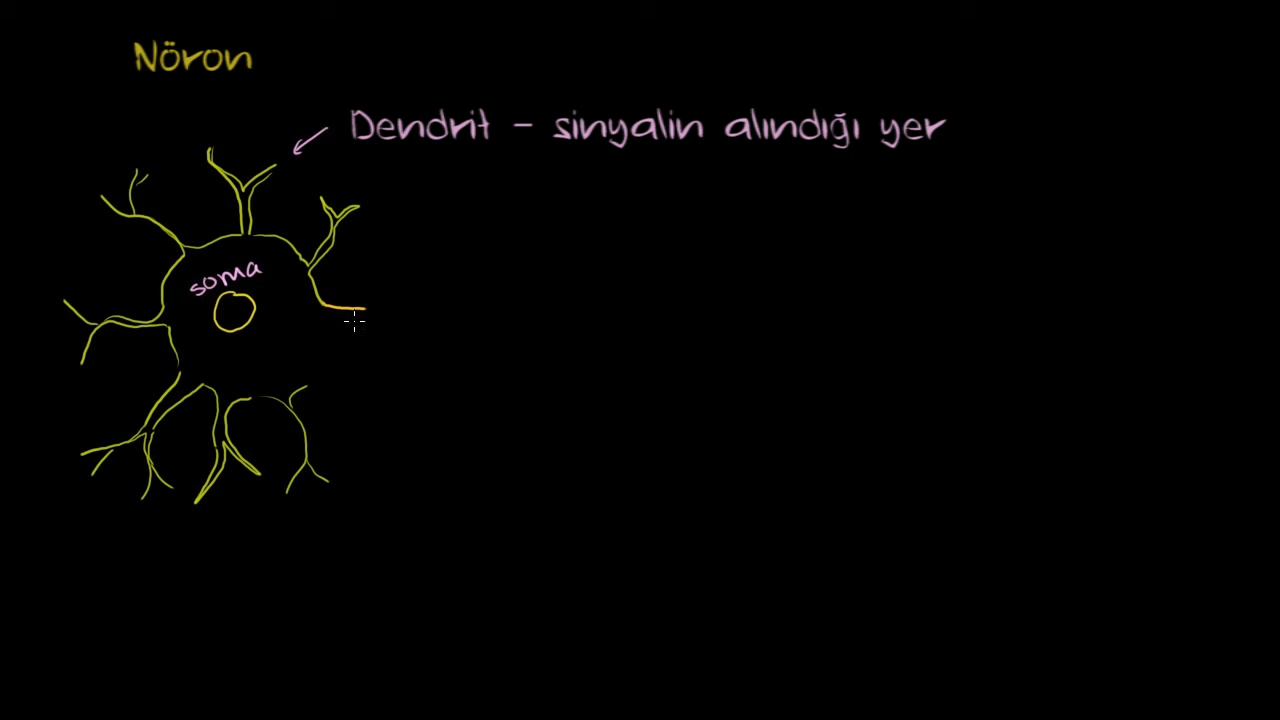 Nöron
Dendrit - sinyalin alındığı yer
soma